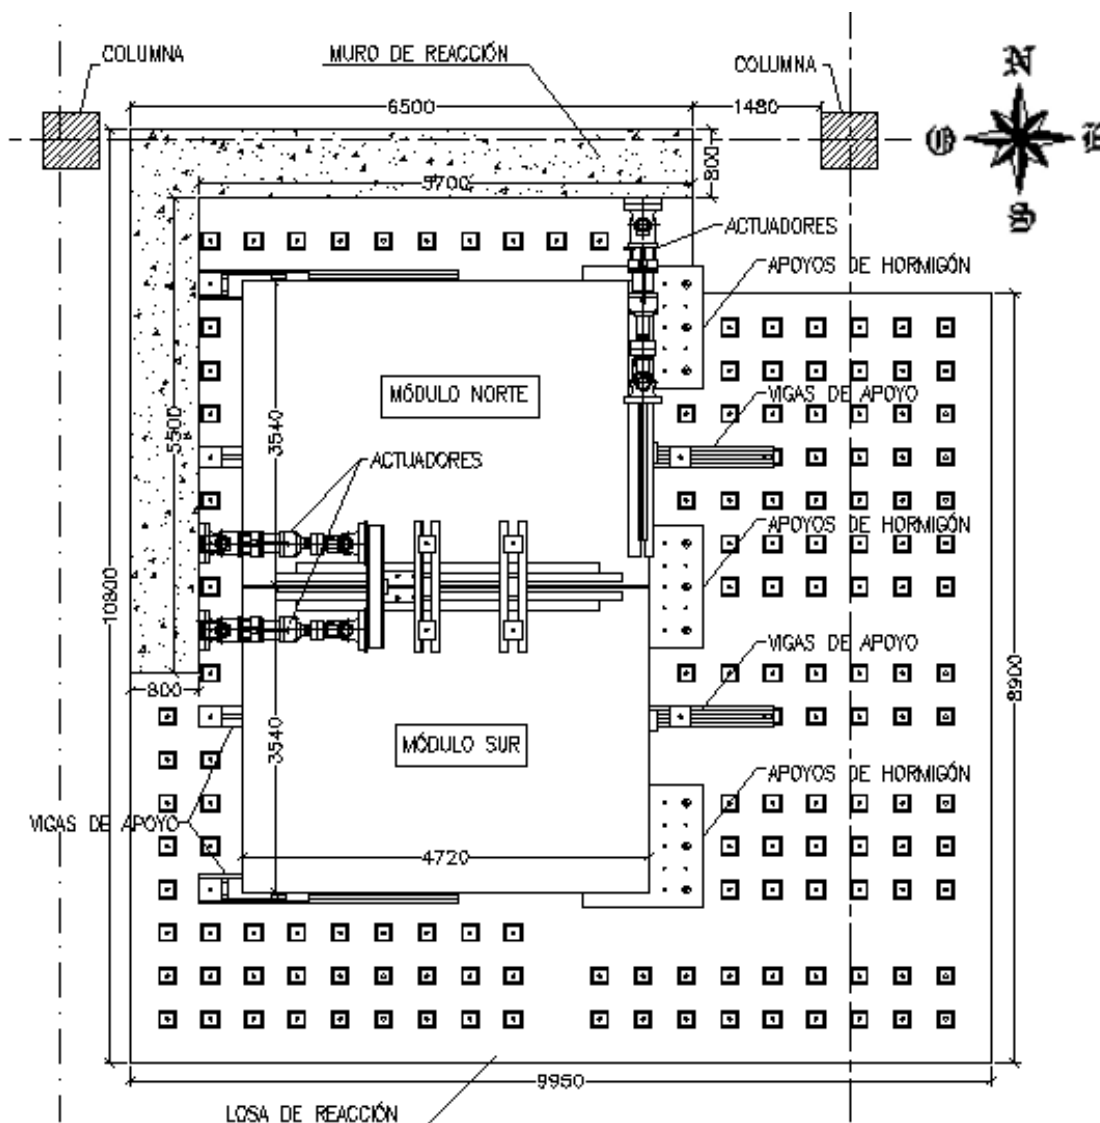 COLUMNA
MURO DE REACCIÓN
COLUMNA
N
O
E
S
6500
1480
800
5700
ACTUADORES
APOYOS DE HORMIGÓN
MÓDULO NORTE
VIGAS DE APOYO
3540
5500
ACTUADORES
APOYOS DE HORMIGÓN
10800
VIGAS DE APOYO
8900
800
3540
MÓDULO SUR
APOYOS DE HORMIGÓN
VIGAS DE APOYO
4720
9950
LOSA DE REACCIÓN